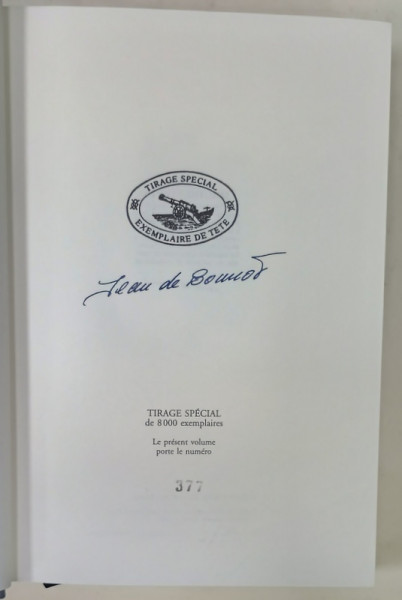 TIRAGE SPECIAL
EXEMPLAIRE DE TETE
Jean de Bonnot
TIRAGE SPÉCIAL
de 8 000 exemplaires
Le présent volume
porte le numéro
377